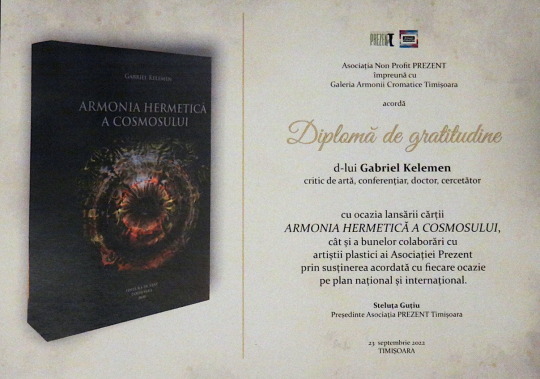 GABRIEL KELEMEN
ARMONIA HERMETICĂ
A COSMOSULUI
PREZENT
Asociația Non Profit PREZENT
împreună cu
Galeria Armonii Cromatice Timișoara
acordă
Diplomă de gratitudine
d-lui Gabriel Kelemen
critic de artă, conferențiar, doctor, cercetător
cu ocazia lansării cărții
ARMONIA HERMETICĂ A COSMOSULUI,
cât și a bunelor colaborări cu
artiștii plastici ai Asociației Prezent
prin susținerea acordată cu fiecare ocazie
pe plan național și internațional.
Steluța Guțiu
Președinte Asociația PREZENT Timișoara
23 septembrie 2022
TIMIȘOARA